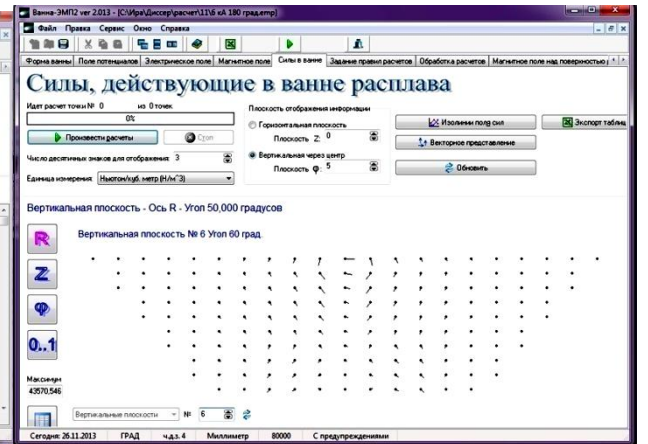 Ванна-ЭМП2 ver 2.013 - [C:\Ира\Диссер\расчет\11\6 кА 180 град.emp]
Файл Правка Сервис Окно Справка
Форма ванны Поле потенциалов Электрическое поле Магнитное поле Силы в ванне Задание правил расчетов Обработка расчетов Магнитное поле над поверхностью
Силы, действующие в ванне расплава
Идет расчет точки № 0 из 0 точек
0%
Произвести расчеты Стоп
Число десятичных знаков для отображения: 3
Единица измерения: Ньютон/куб. метр (Н/м^3)
Плоскость отображения информации
Горизонтальная плоскость
Плоскость Z: 0
Вертикальная через центр
Плоскость φ: 5
Изолинии поля сил
Экспорт таблиц
Векторное представление
Обновить
Вертикальная плоскость - Ось R - Угол 50,000 градусов
Вертикальная плоскость № 6 Угол 60 град.
R
Z
φ
0..1
Максимум
43570,546
Вертикальные плоскости № 6
Сегодня: 26.11.2013 ГРАД ч.д.з. 4 Миллиметр 80000 С предупреждениями